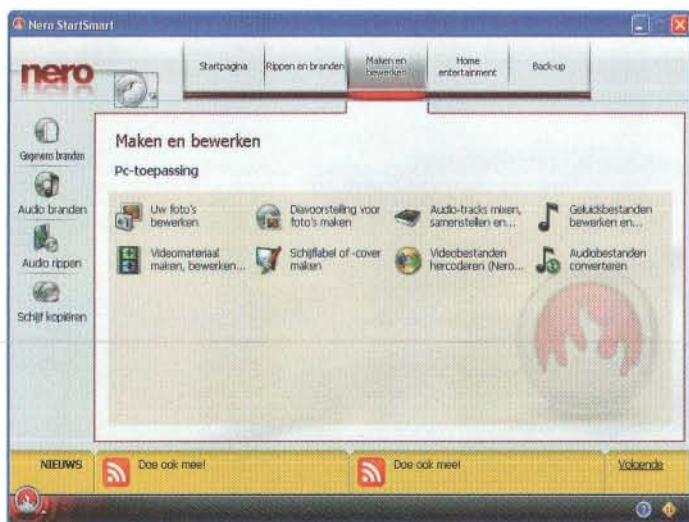 Nero StartSmart
nero
Startpagina
Rippen en branden
Maken en
bewerken
Home
entertainment
Back-up
Gegevens branden
Audio branden
Audio rippen
Schijf kopiëren
Maken en bewerken
Pc-toepassing
Uw foto's
bewerken
Diavoorstelling voor
foto's maken
Audio-tracks mixen,
samenstellen en...
Geluidsbestanden
bewerken en...
Videomateriaal
maken, bewerken...
Schijflabel of -cover
maken
Videobestanden
hercoderen (Nero...
Audiobestanden
converteren
NIEUWS
Doe ook mee!
Doe ook mee!
Volgende